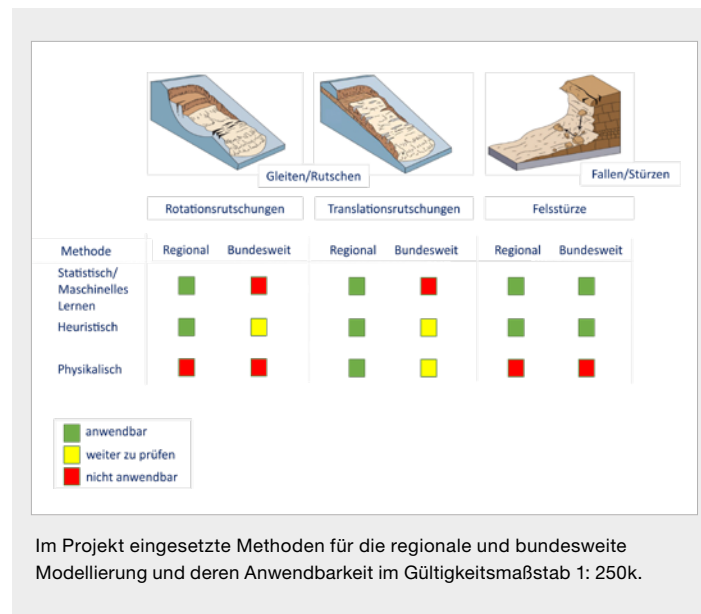 Gleiten/Rutschen
Fallen/Stürzen
Rotationsrutschungen Translationsrutschungen Felsstürze
Methode Regional Bundesweit Regional Bundesweit Regional Bundesweit
Statistisch/
Maschinelles
Lernen
Heuristisch
Physikalisch
anwendbar
weiter zu prüfen
nicht anwendbar
Im Projekt eingesetzte Methoden für die regionale und bundesweite
Modellierung und deren Anwendbarkeit im Gültigkeitsmaßstab 1: 250k.